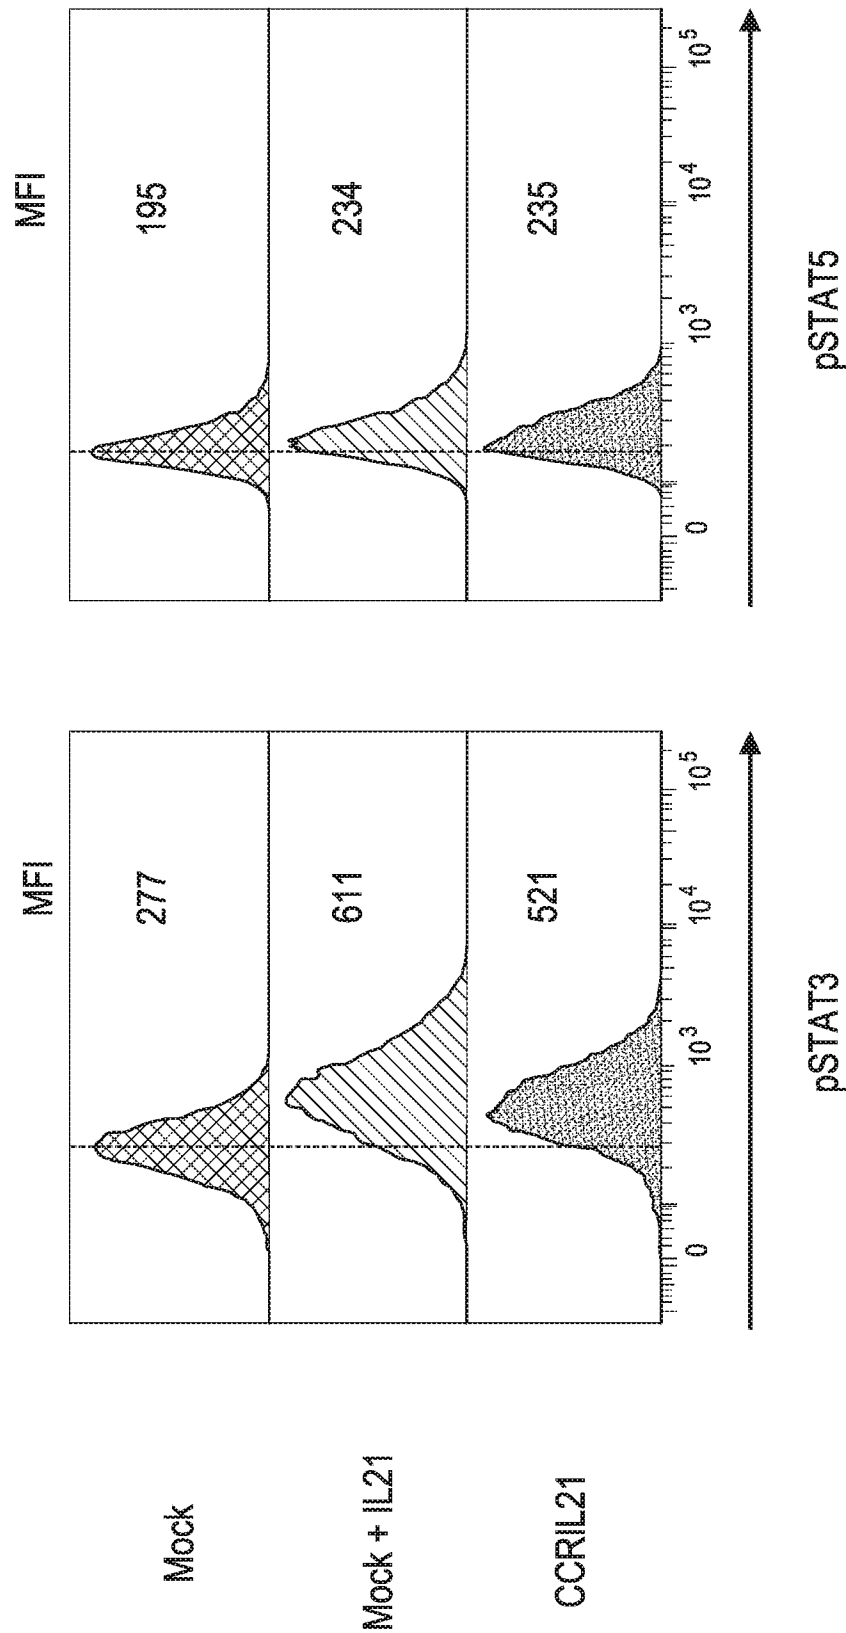 MFI
MFI
Mock
277
195
Mock + IL21
611
234
CCRIL21
521
235
0 10³ 10⁴ 10⁵
0 10³ 10⁴ 10⁵
pSTAT3
pSTAT5